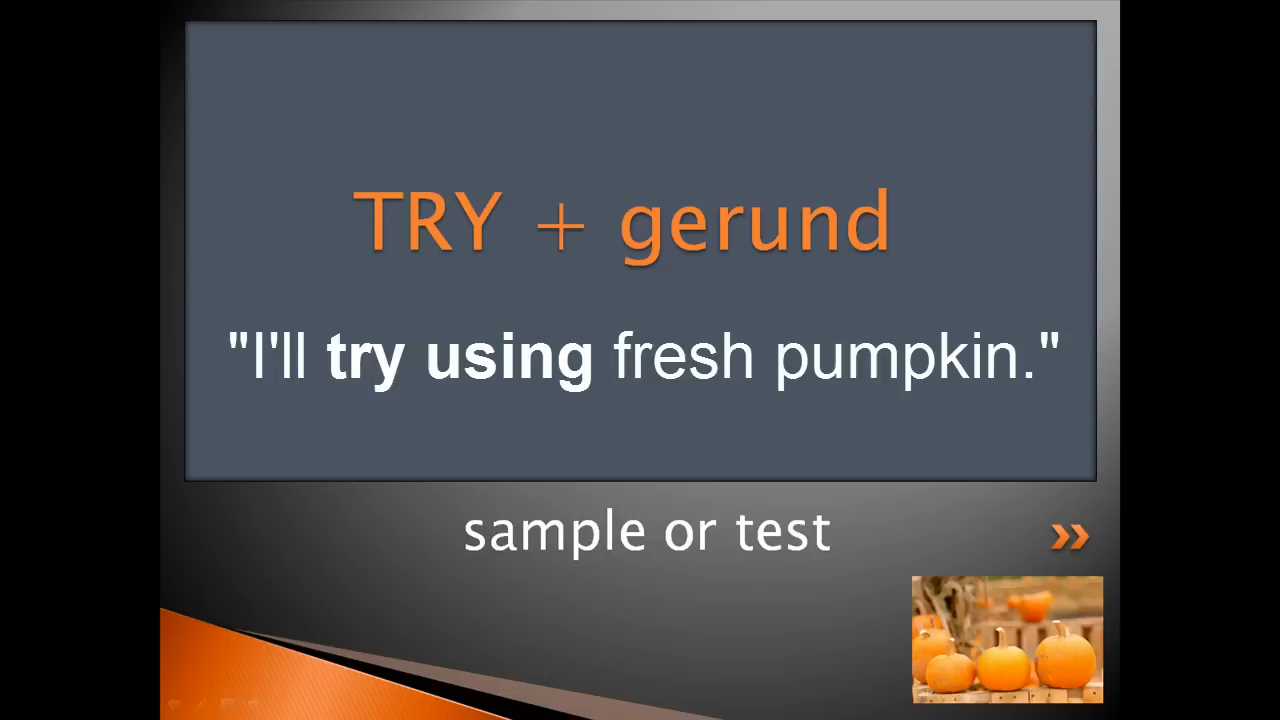 TRY + gerund
"I'll try using fresh pumpkin."
sample or test